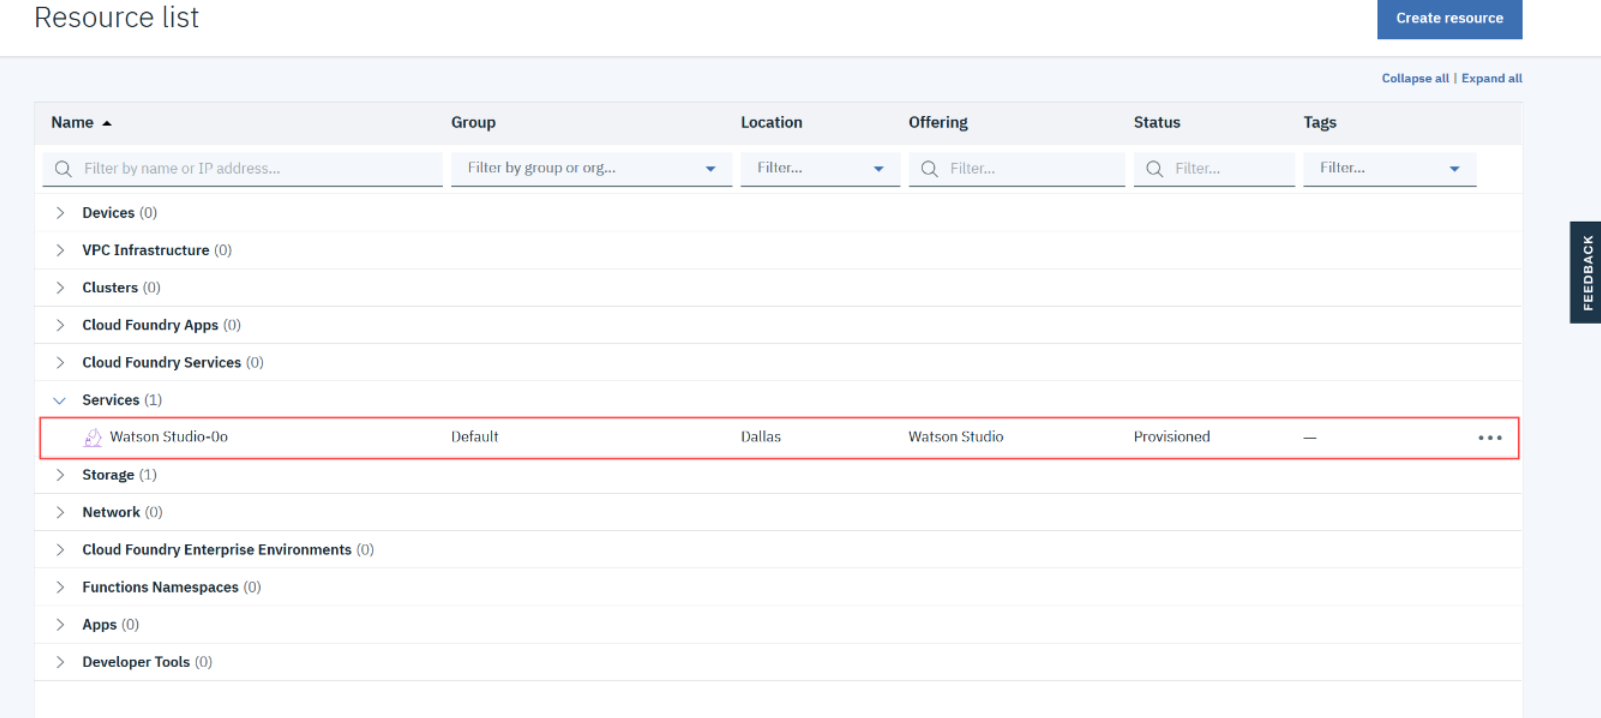 Resource list
Create resource
Collapse all | Expand all
Name Group Location Offering Status Tags
Filter by name or IP address... Filter by group or org... Filter... Filter... Filter... Filter...
Devices (0)
VPC Infrastructure (0)
Clusters (0)
Cloud Foundry Apps (0)
Cloud Foundry Services (0)
Services (1)
Watson Studio-0o Default Dallas Watson Studio Provisioned —
Storage (1)
Network (0)
Cloud Foundry Enterprise Environments (0)
Functions Namespaces (0)
Apps (0)
Developer Tools (0)
FEEDBACK